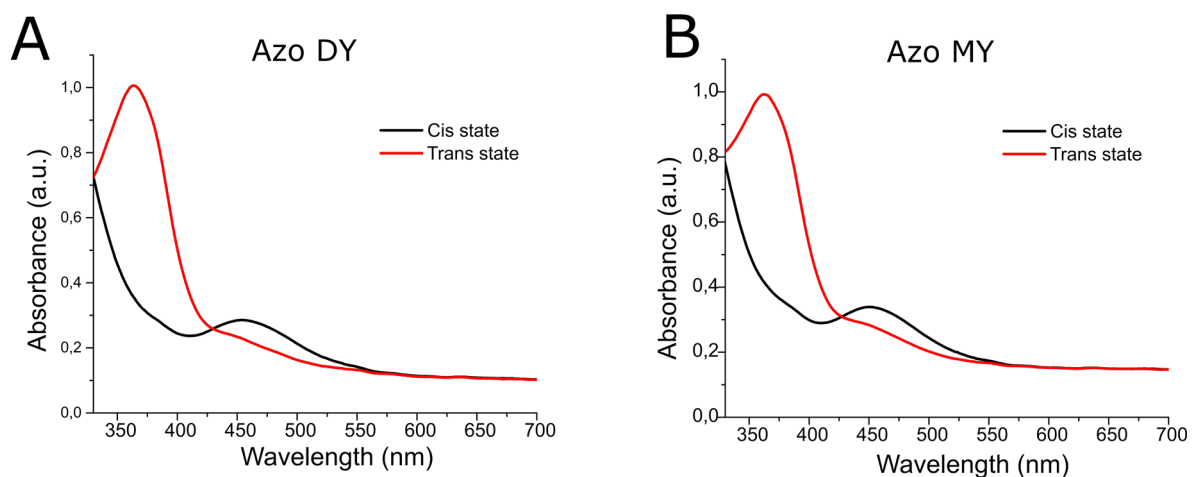 A
Azo DY
1,0
0,8
0,6
0,4
0,2
0,0
Absorbance (a.u.)
Cis state
Trans state
350 400 450 500 550 600 650 700
Wavelength (nm)
B
Azo MY
1,0
0,8
0,6
0,4
0,2
0,0
Absorbance (a.u.)
Cis state
Trans state
350 400 450 500 550 600 650 700
Wavelength (nm)